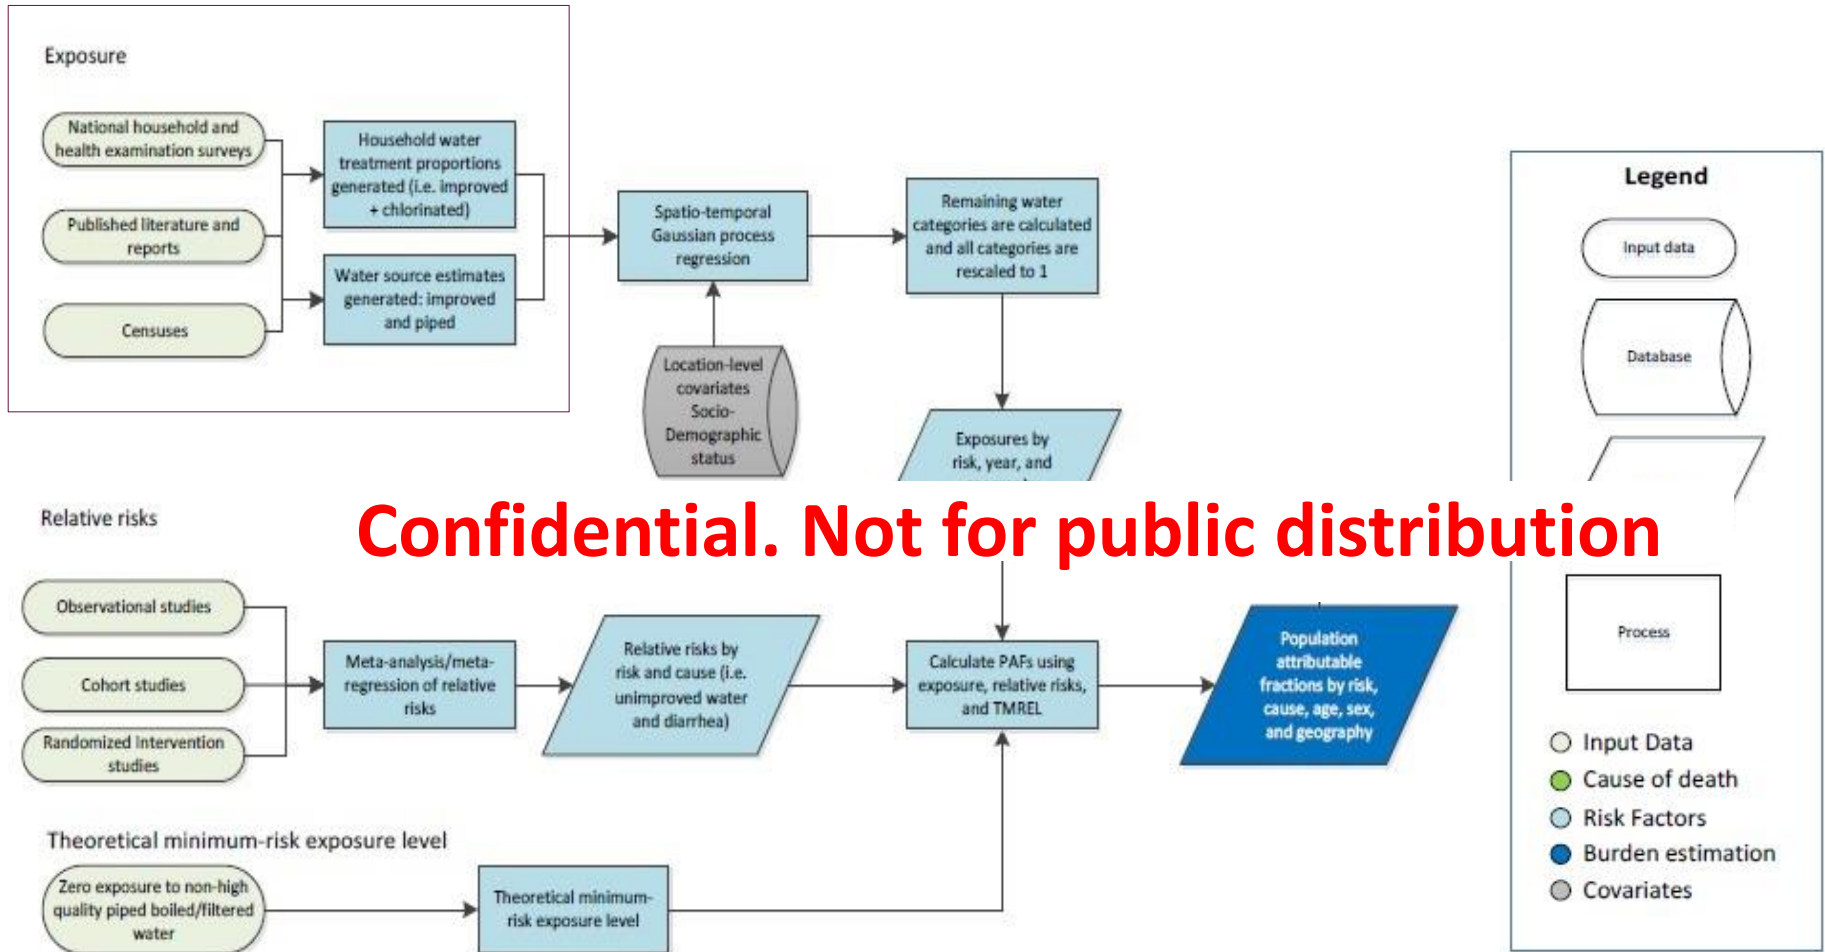 Exposure
National household and
health examination surveys
Published literature and
reports
Censuses
Household water
treatment proportions
generated (i.e. improved
+ chlorinated)
Water source estimates
generated: improved
and piped
Spatio-temporal
Gaussian process
regression
Location-level
covariates
Socio-
Demographic
status
Remaining water
categories are calculated
and all categories are
rescaled to 1
Exposures by
risk, year, and
Confidential. Not for public distribution
Relative risks
Observational studies
Cohort studies
Randomized Intervention
studies
Meta-analysis/meta-
regression of relative
risks
Relative risks by
risk and cause (i.e.
unimproved water
and diarrhea)
Calculate PAFs using
exposure, relative risks,
and TMREL
Population
attributable
fractions by risk,
cause, age, sex,
and geography
Theoretical minimum-risk exposure level
Zero exposure to non-high
quality piped boiled/filtered
water
Theoretical minimum-
risk exposure level
Legend
Input data
Database
Process
Input Data
Cause of death
Risk Factors
Burden estimation
Covariates